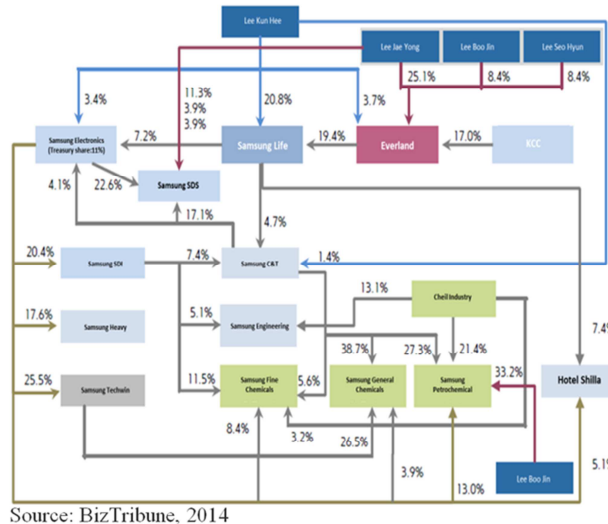 Lee Kun Hee
Lee Jae Yong
Lee Boo Jin
Lee Seo Hyun
3.4%
11.3%
3.9%
3.9%
20.8%
3.7%
25.1%
8.4%
8.4%
Samsung Electronics
(Treasury share:11%)
7.2%
Samsung Life
19.4%
Everland
17.0%
KCC
4.1%
22.6%
Samsung SDS
17.1%
4.7%
20.4%
Samsung SDI
7.4%
Samsung C&T
1.4%
17.6%
Samsung Heavy
5.1%
Samsung Engineering
13.1%
Cheil Industry
7.4%
38.7%
27.3%
21.4%
25.5%
Samsung Techwin
11.5%
Samsung Fine
Chemicals
5.6%
Samsung General
Chemicals
Samsung
Petrochemical
33.2%
Hotel Shilla
8.4%
3.2%
26.5%
3.9%
13.0%
Lee Boo Jin
5.1%
Source: BizTribune, 2014